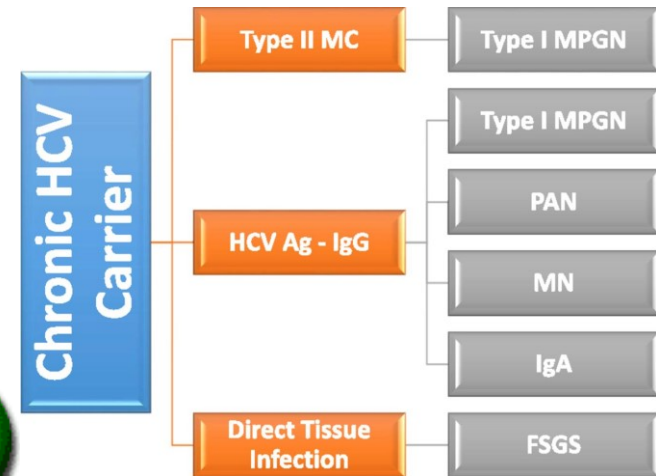 Chronic HCV
Carrier
Type II MC
Type I MPGN
HCV Ag - IgG
Type I MPGN
PAN
MN
IgA
Direct Tissue
Infection
FSGS